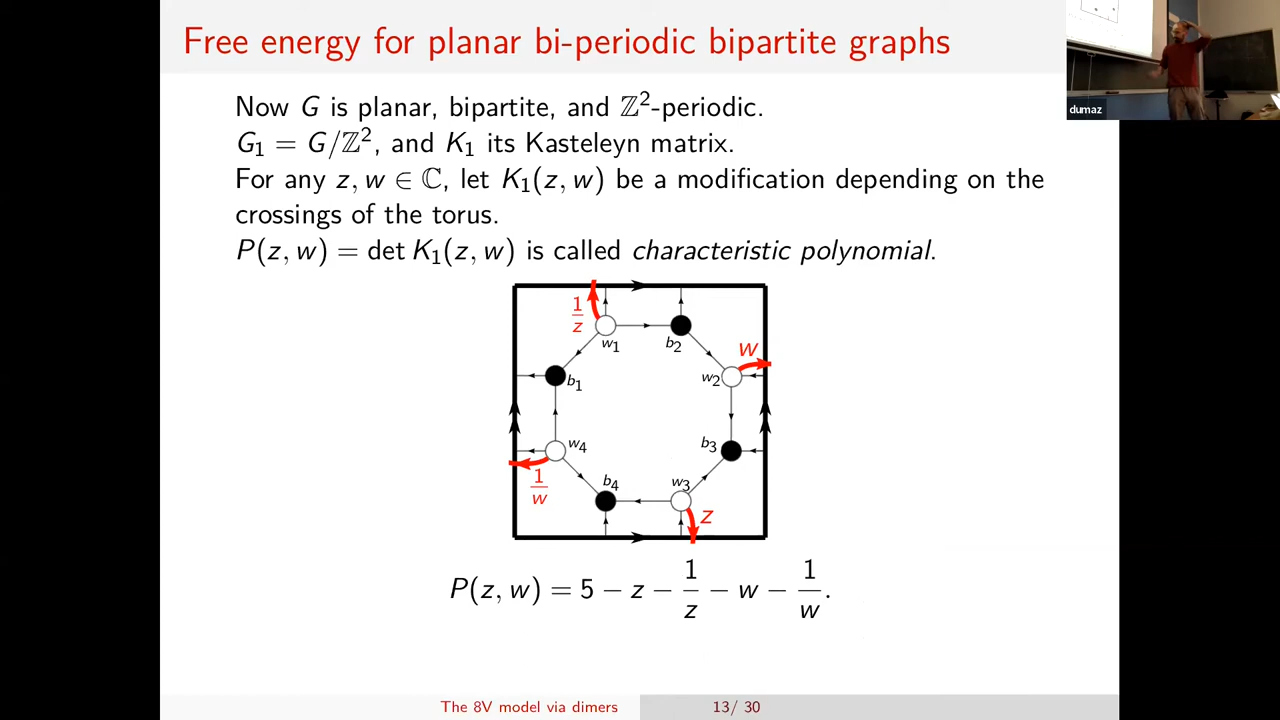 Free energy for planar bi-periodic bipartite graphs
dumaz
Now G is planar, bipartite, and ℤ²-periodic.
G₁ = G/ℤ², and K₁ its Kasteleyn matrix.
For any z, w ∈ ℂ, let K₁(z, w) be a modification depending on the
crossings of the torus.
P(z, w) = det K₁(z, w) is called characteristic polynomial.
1/z
w₁
b₂
w
b₁
w₂
w₄
b₃
1/w
b₄
w₃
z
P(z, w) = 5 − z − 1/z − w − 1/w.
The 8V model via dimers
13/ 30